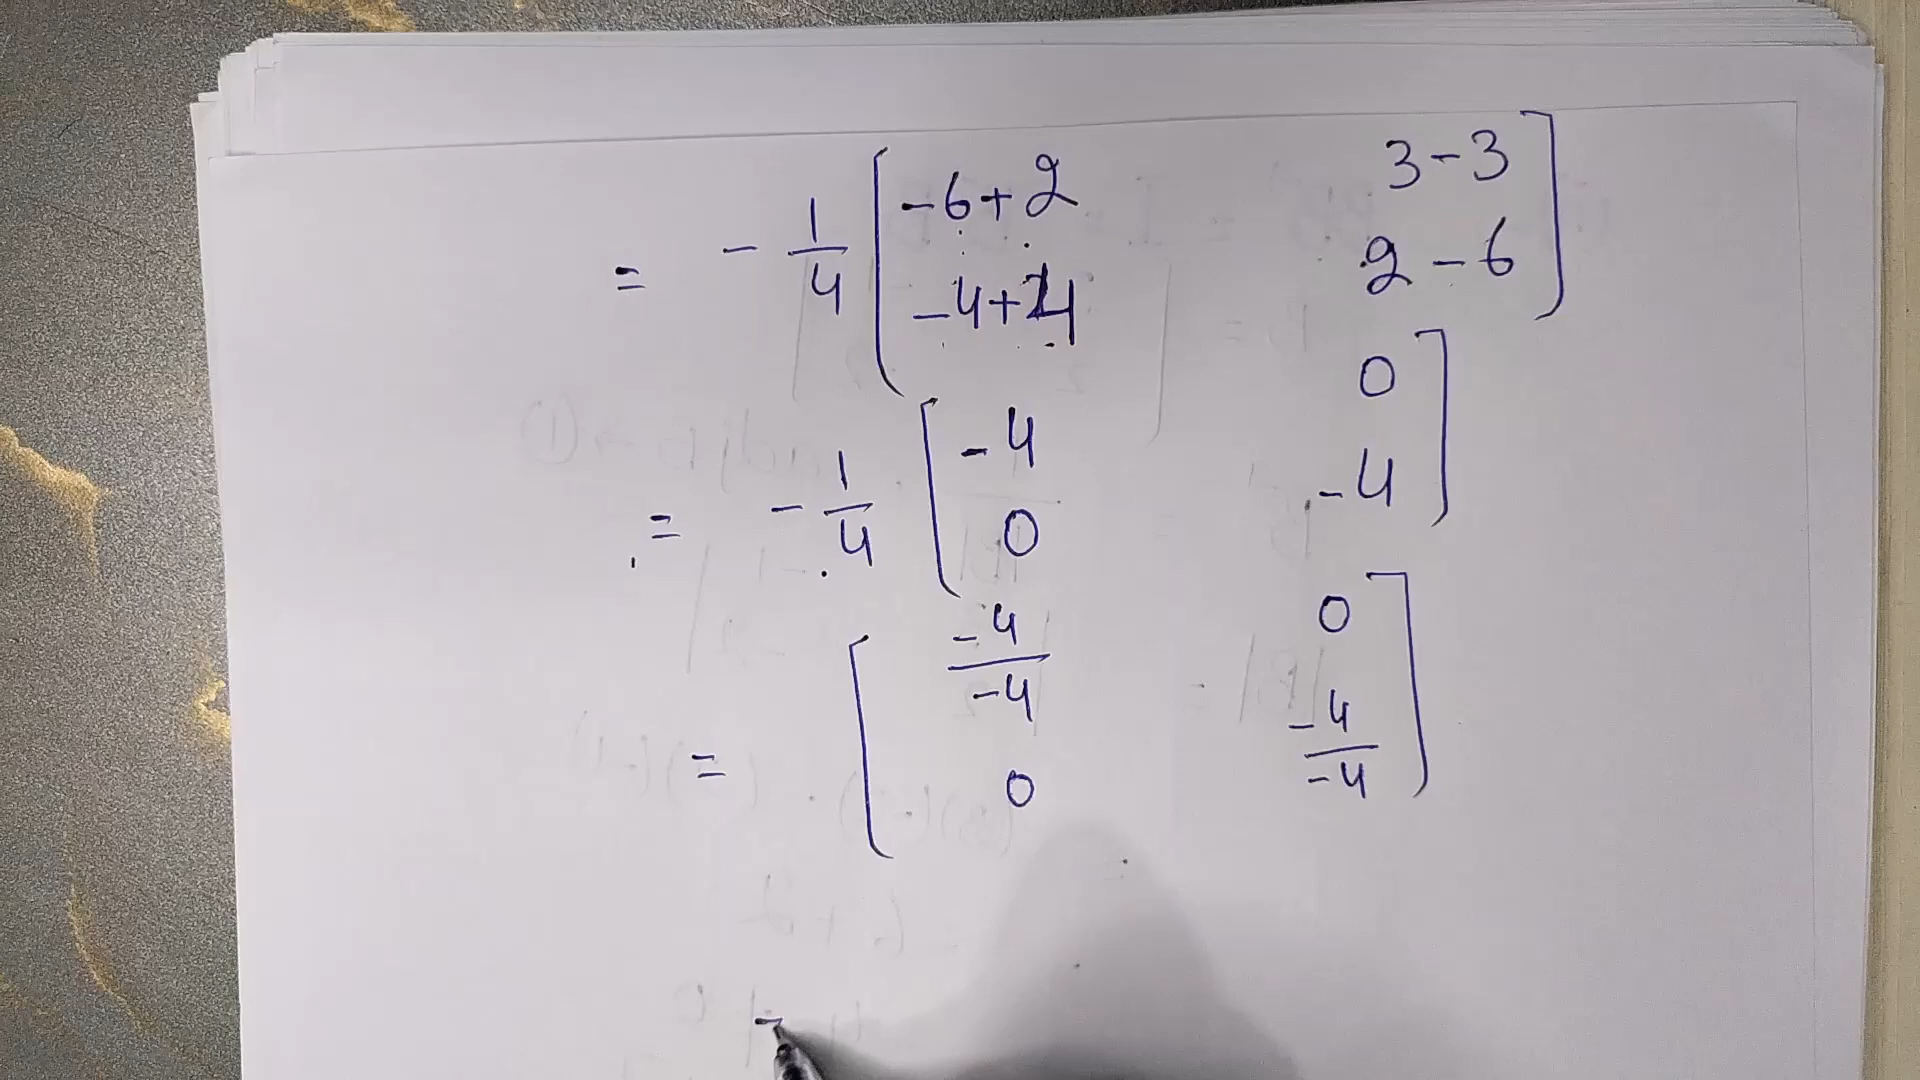 = - 1/4 [ -6+2 3-3
-4+4 2-6 ]
= - 1/4 [ -4 0
0 -4 ]
= [ -4/-4 0
0 -4/-4 ]